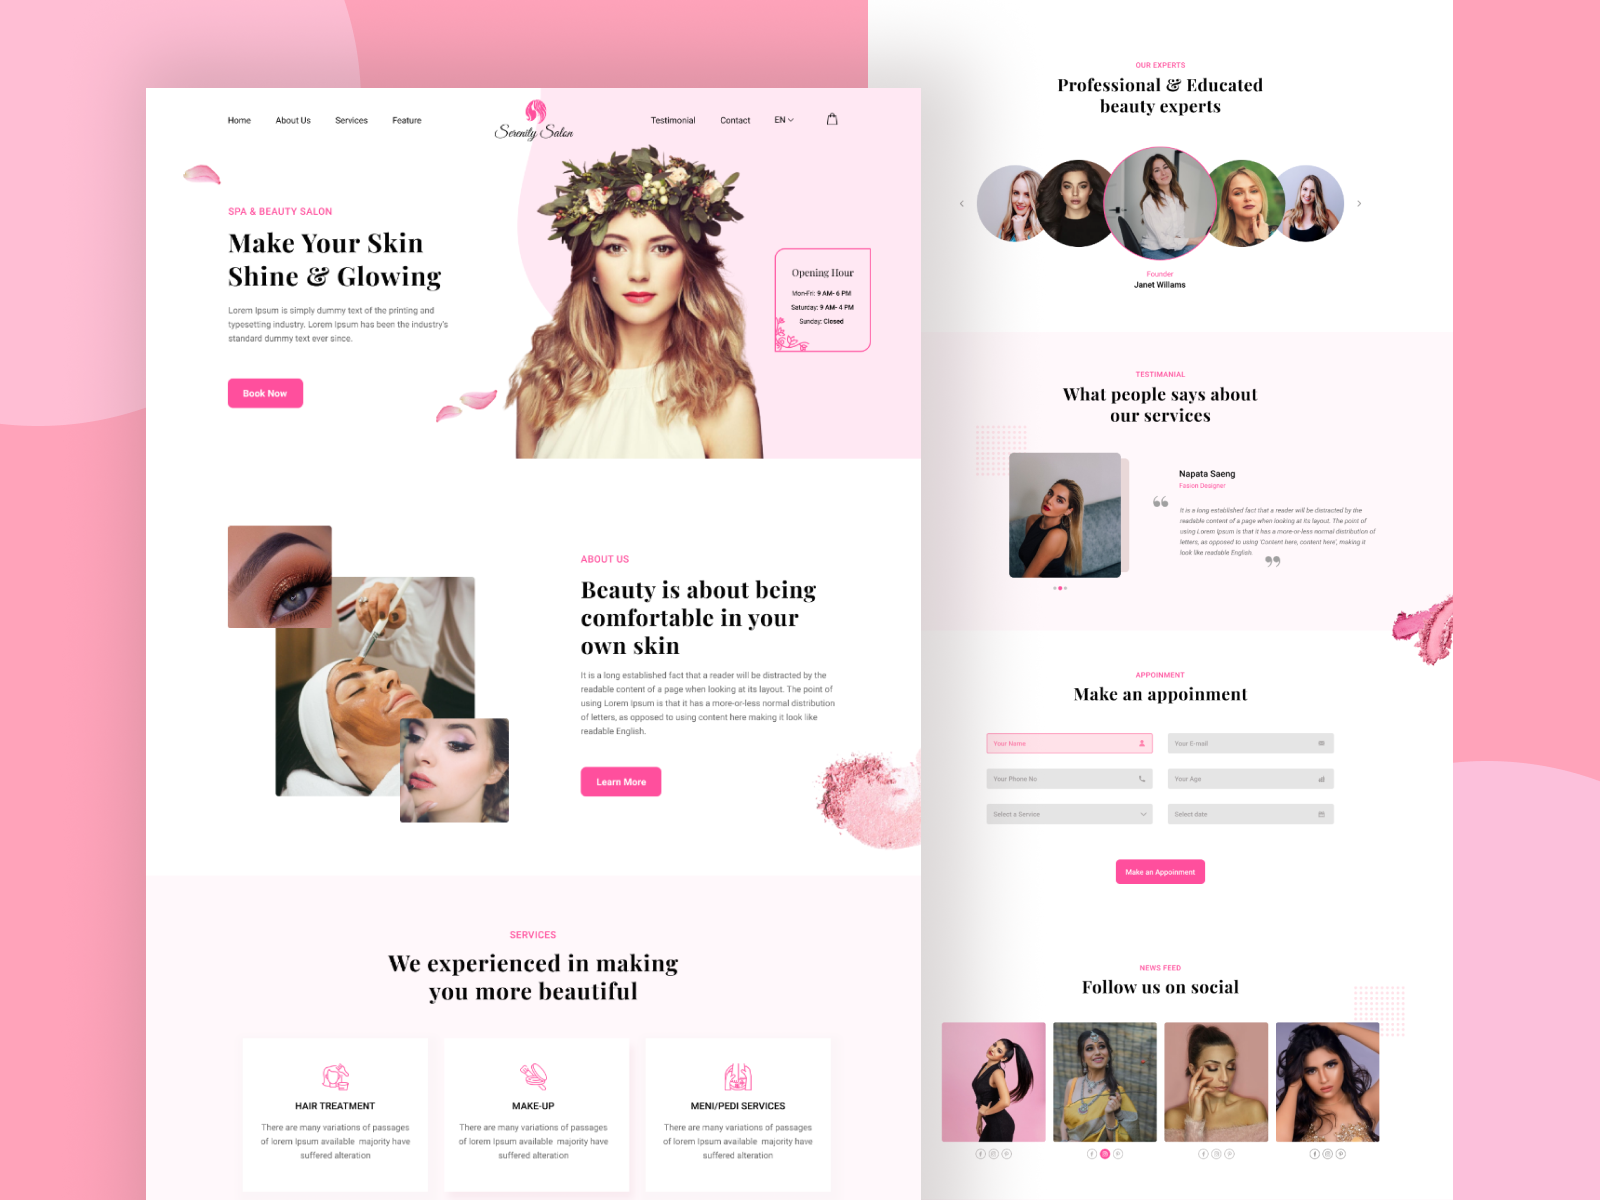 Home
About Us
Services
Feature
Serenity Salon
Testimonial
Contact
EN
SPA & BEAUTY SALON
Make Your Skin
Shine & Glowing
Lorem Ipsum is simply dummy text of the printing and
typesetting industry. Lorem Ipsum has been the industry's
standard dummy text ever since.
Book Now
Opening Hour
Mon-Fri: 9 AM- 6 PM
Saturday: 9 AM- 4 PM
Sunday: Closed
ABOUT US
Beauty is about being
comfortable in your
own skin
It is a long established fact that a reader will be distracted by the
readable content of a page when looking at its layout. The point of
using Lorem Ipsum is that it has a more-or-less normal distribution
of letters, as opposed to using content here making it look like
readable English.
Learn More
SERVICES
We experienced in making
you more beautiful
HAIR TREATMENT
There are many variations of passages
of lorem Ipsum available majority have
suffered alteration
MAKE-UP
There are many variations of passages
of lorem Ipsum available majority have
suffered alteration
MENI/PEDI SERVICES
There are many variations of passages
of lorem Ipsum available majority have
suffered alteration
OUR EXPERTS
Professional & Educated
beauty experts
Founder
Janet Willams
TESTIMANIAL
What people says about
our services
Napata Saeng
Fasion Designer
It is a long established fact that a reader will be distracted by the
readable content of a page when looking at its layout. The point of
using Lorem Ipsum is that it has a more-or-less normal distribution of
letters, as opposed to using 'Content here, content here', making it
look like readable English.
APPOINMENT
Make an appoinment
Your Name
Your E-mail
Your Phone No
Your Age
Select a Service
Select date
Make an Appoinment
NEWS FEED
Follow us on social